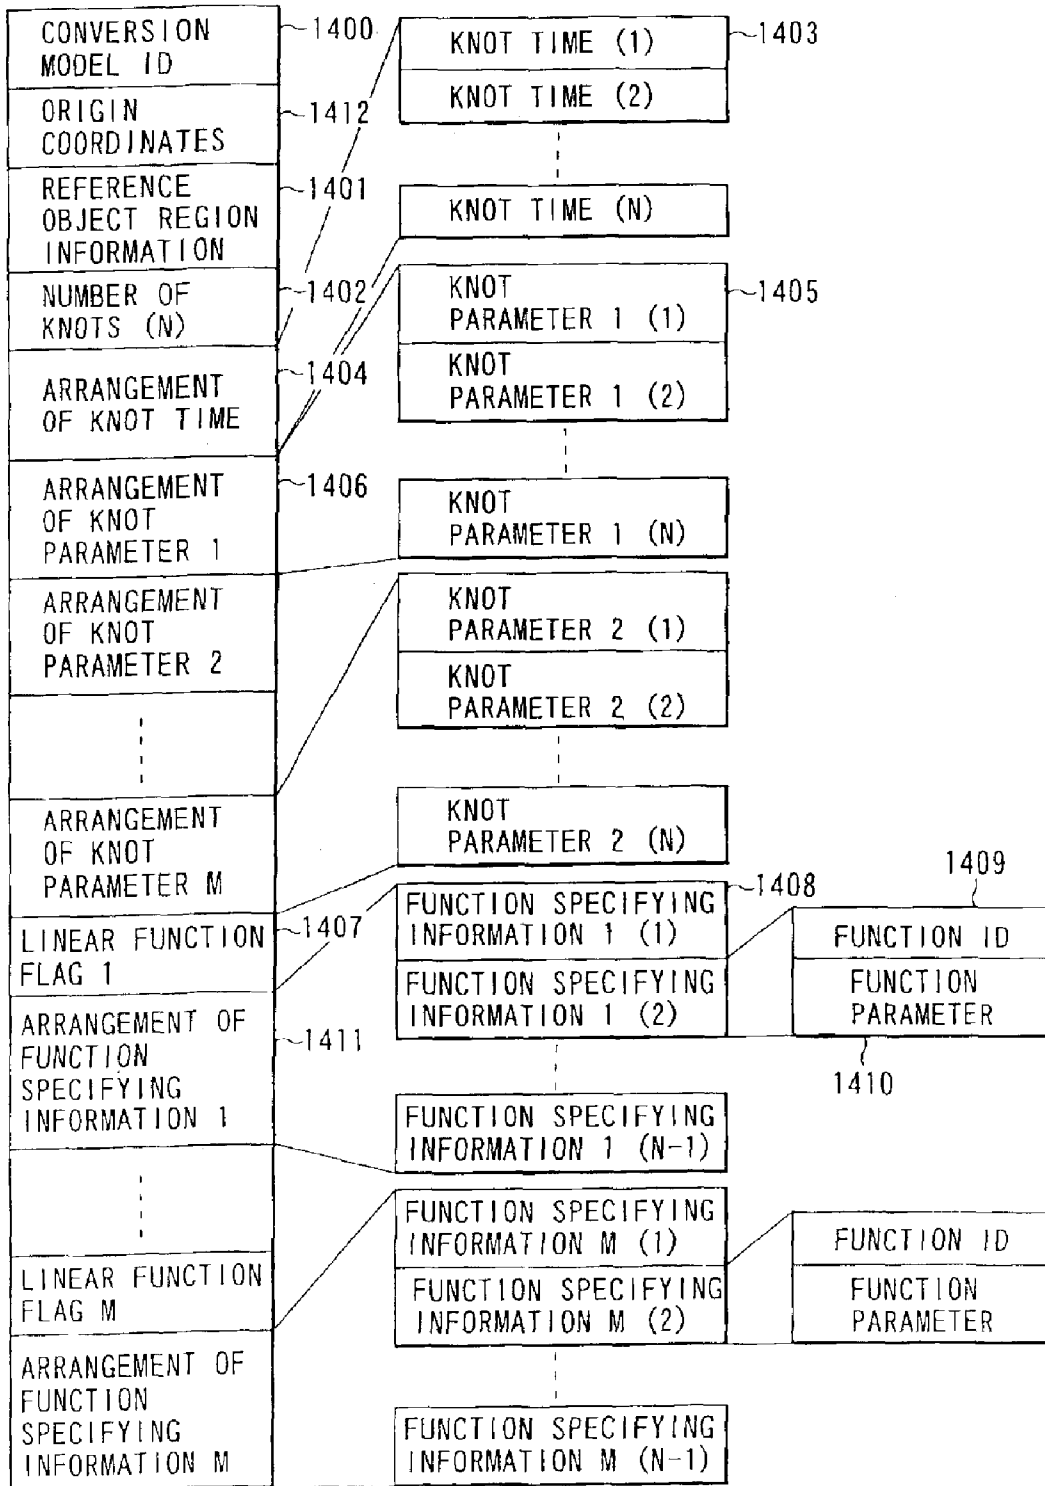 CONVERSION
MODEL ID
1400
ORIGIN
COORDINATES
1412
REFERENCE
OBJECT REGION
INFORMATION
1401
NUMBER OF
KNOTS (N)
1402
ARRANGEMENT
OF KNOT TIME
1404
ARRANGEMENT
OF KNOT
PARAMETER 1
1406
ARRANGEMENT
OF KNOT
PARAMETER 2
ARRANGEMENT
OF KNOT
PARAMETER M
LINEAR FUNCTION
FLAG 1
1407
ARRANGEMENT OF
FUNCTION
SPECIFYING
INFORMATION 1
1411
LINEAR FUNCTION
FLAG M
ARRANGEMENT OF
FUNCTION
SPECIFYING
INFORMATION M
KNOT TIME (1)
1403
KNOT TIME (2)
KNOT TIME (N)
KNOT
PARAMETER 1 (1)
1405
KNOT
PARAMETER 1 (2)
KNOT
PARAMETER 1 (N)
KNOT
PARAMETER 2 (1)
KNOT
PARAMETER 2 (2)
KNOT
PARAMETER 2 (N)
FUNCTION SPECIFYING
INFORMATION 1 (1)
1408
FUNCTION SPECIFYING
INFORMATION 1 (2)
FUNCTION SPECIFYING
INFORMATION 1 (N-1)
FUNCTION SPECIFYING
INFORMATION M (1)
FUNCTION SPECIFYING
INFORMATION M (2)
FUNCTION SPECIFYING
INFORMATION M (N-1)
1409
FUNCTION ID
FUNCTION
PARAMETER
1410
FUNCTION ID
FUNCTION
PARAMETER